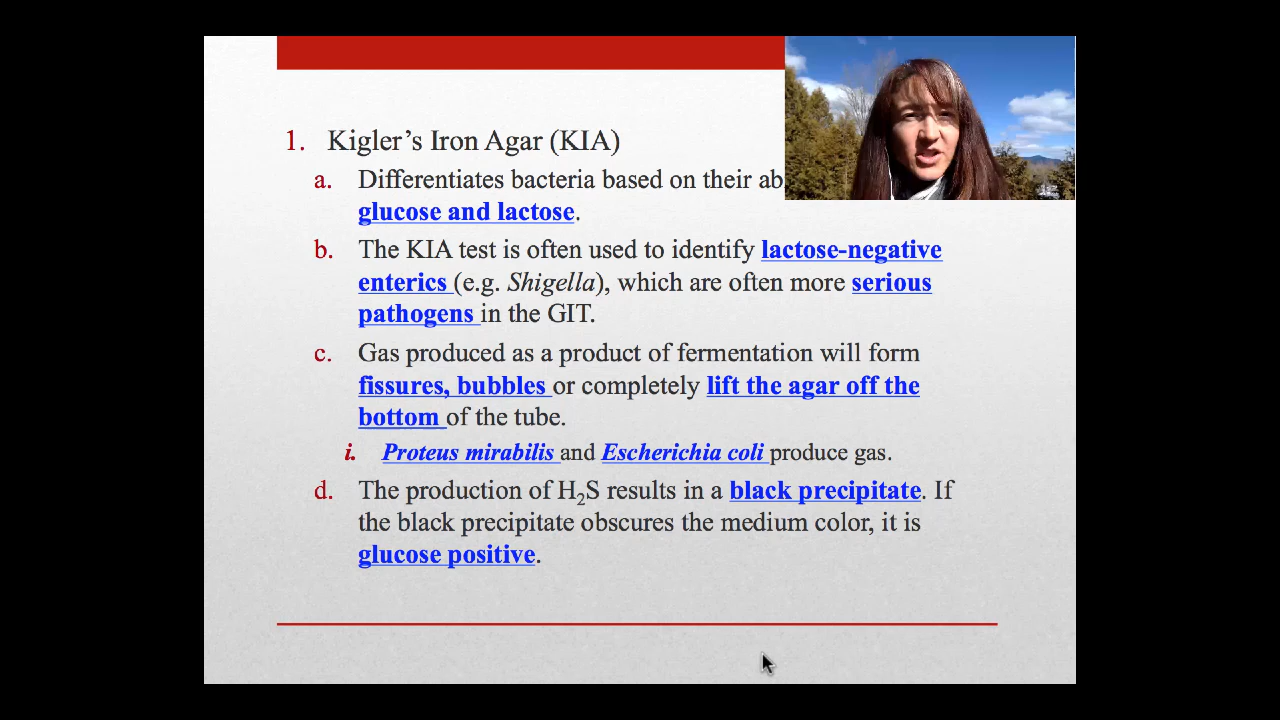 1. Kigler’s Iron Agar (KIA)
a. Differentiates bacteria based on their
glucose and lactose.
b. The KIA test is often used to identify lactose-negative
enterics (e.g. Shigella), which are often more serious
pathogens in the GIT.
c. Gas produced as a product of fermentation will form
fissures, bubbles or completely lift the agar off the
bottom of the tube.
i. Proteus mirabilis and Escherichia coli produce gas.
d. The production of H₂S results in a black precipitate. If
the black precipitate obscures the medium color, it is
glucose positive.